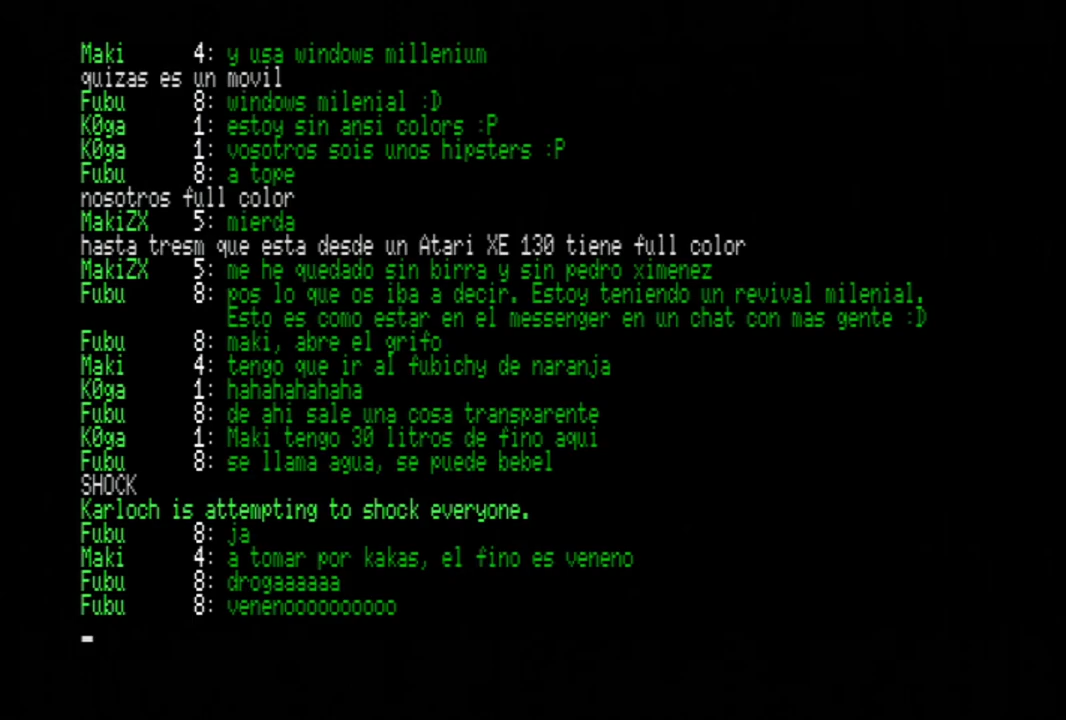 Maki 4: y usa windows millenium
quizas es un movil
Fubu 8: windows milenial :D
K0ga 1: estoy sin ansi colors :P
K0ga 1: vosotros sois unos hipsters :P
Fubu 8: a tope
nosotros full color
MakiZX 5: mierda
hasta tresm que esta desde un Atari XE 130 tiene full color
MakiZX 5: me he quedado sin birra y sin pedro ximenez
Fubu 8: pos lo que os iba a decir. Estoy teniendo un revival milenial.
Esto es como estar en el messenger en un chat con mas gente :D
Fubu 8: maki, abre el grifo
Maki 4: tengo que ir al fubichy de naranja
K0ga 1: hahahahahaha
Fubu 8: de ahi sale una cosa transparente
K0ga 1: Maki tengo 30 litros de fino aqui
Fubu 8: se llama agua, se puede bebel
SHOCK
Karloch is attempting to shock everyone.
Fubu 8: ja
Maki 4: a tomar por kakas, el fino es veneno
Fubu 8: drogaaaaaa
Fubu 8: venenoooooooooo